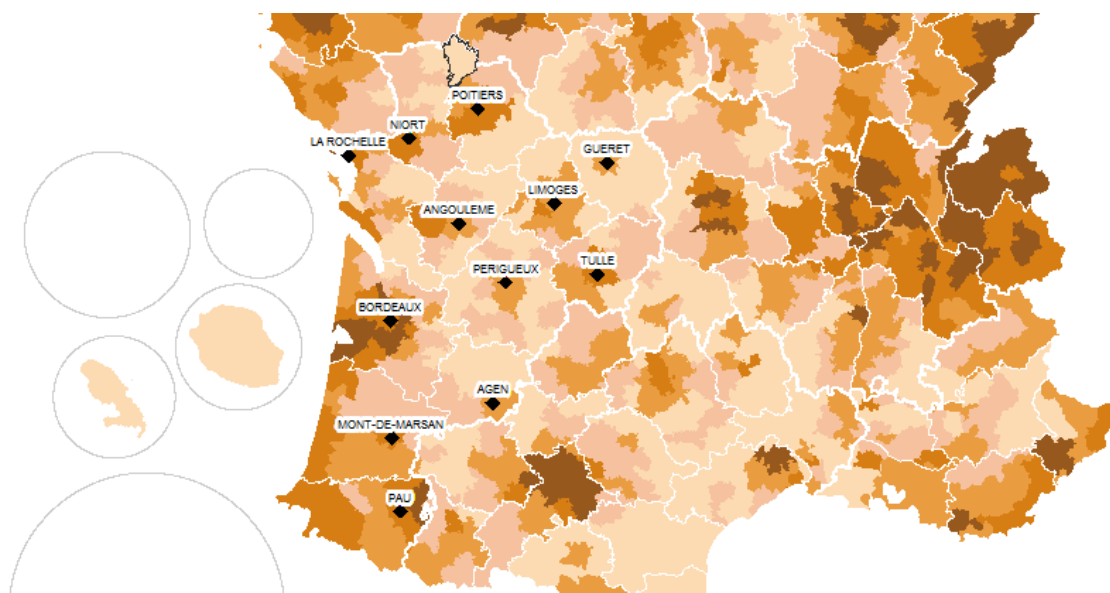 POITIERS
NIORT
LA ROCHELLE
GUERET
LIMOGES
ANGOULEME
TULLE
PERIGUEUX
BORDEAUX
AGEN
MONT-DE-MARSAN
PAU